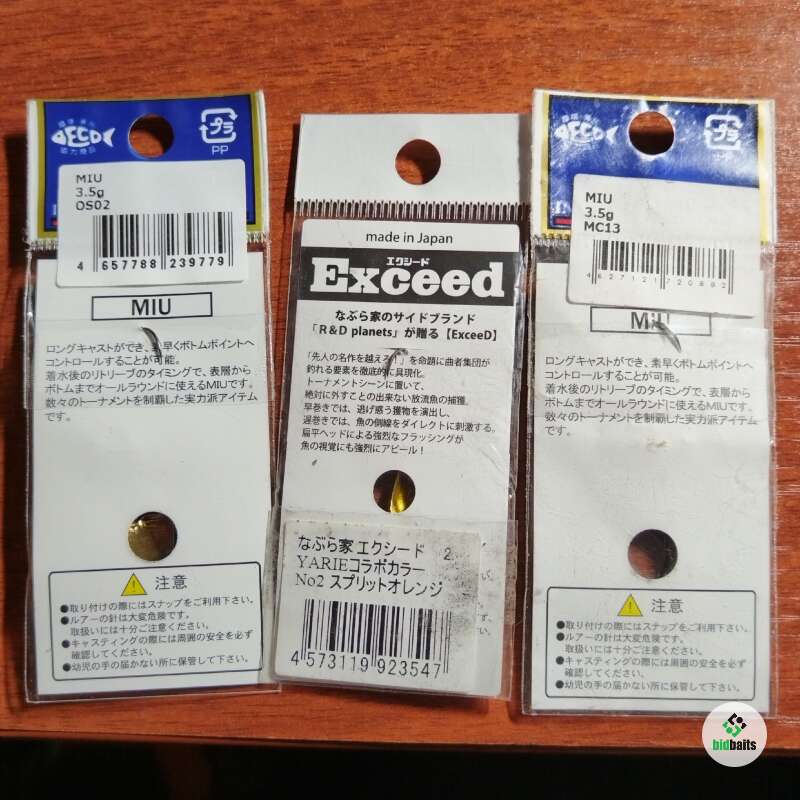 ECO
プラ
PP
MIU
3.5g
OS02
4 657788 239779
MIU
ロングキャストができ、素早くボトムポイントへ
コントロールすることが可能。
着水後のリトリーブのタイミングで、表層から
ボトムまでオールラウンドに使えるMIUです。
数々のトーナメントを制覇した実力派アイテム
です。
注意
●取り付けの際にはスナップをご利用下さい。
●ルアーの針は大変危険です。
取扱いには十分ご注意ください。
●キャスティングの際には周囲の安全を必ず
確認してください。
●幼児の手の届かない所に保管して下さい。
made in Japan
エクシード
Exceed
なぶら家のサイドブランド
「R&D planets」が贈る【ExceeD】
「先人の名作を越えろ!」を命題に曲者集団が
釣れる要素を徹底的に具現化。
トーナメントシーンに置いて、
絶対に外すことの出来ない放流魚の捕獲。
早巻きでは、逃げ惑う獲物を演出し、
遅巻きでは、魚の側線をダイレクトに刺激する。
扁平ヘッドによる強烈なフラッシングが
魚の視覚にも強烈にアピール!
なぶら家 エクシード 2.
YARIEコラボカラー
No2 スプリットオレンジ
4 573119 923547
ECO
プラ
PP
MIU
3.5g
MC13
4 627121 720892
MIU
ロングキャストができ、素早くボトムポイントへ
コントロールすることが可能。
着水後のリトリーブのタイミングで、表層から
ボトムまでオールラウンドに使えるMIUです。
数々のトーナメントを制覇した実力派アイテム
です。
注意
●取り付けの際にはスナップをご利用下さい。
●ルアーの針は大変危険です。
取扱いには十分ご注意ください。
●キャスティングの際には周囲の安全を必ず
確認してください。
●幼児の手の届かない所に保管して下さい。
bidbaits